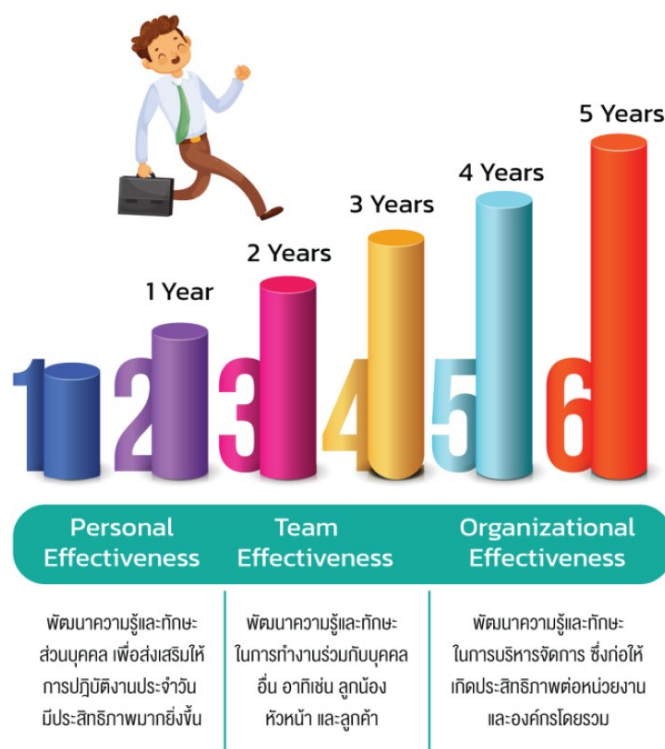 5 Years
4 Years
3 Years
2 Years
1 Year
1 2 3 4 5 6
Personal
Effectiveness
Team
Effectiveness
Organizational
Effectiveness
พัฒนาความรู้และทักษะ
ส่วนบุคคล เพื่อส่งเสริมให้
การปฏิบัติงานประจำวัน
มีประสิทธิภาพมากยิ่งขึ้น
พัฒนาความรู้และทักษะ
ในการทำงานร่วมกับบุคคล
อื่น อาทิเช่น ลูกน้อง
หัวหน้า และลูกค้า
พัฒนาความรู้และทักษะ
ในการบริหารจัดการ ซึ่งก่อให้
เกิดประสิทธิภาพต่อหน่วยงาน
และองค์กรโดยรวม